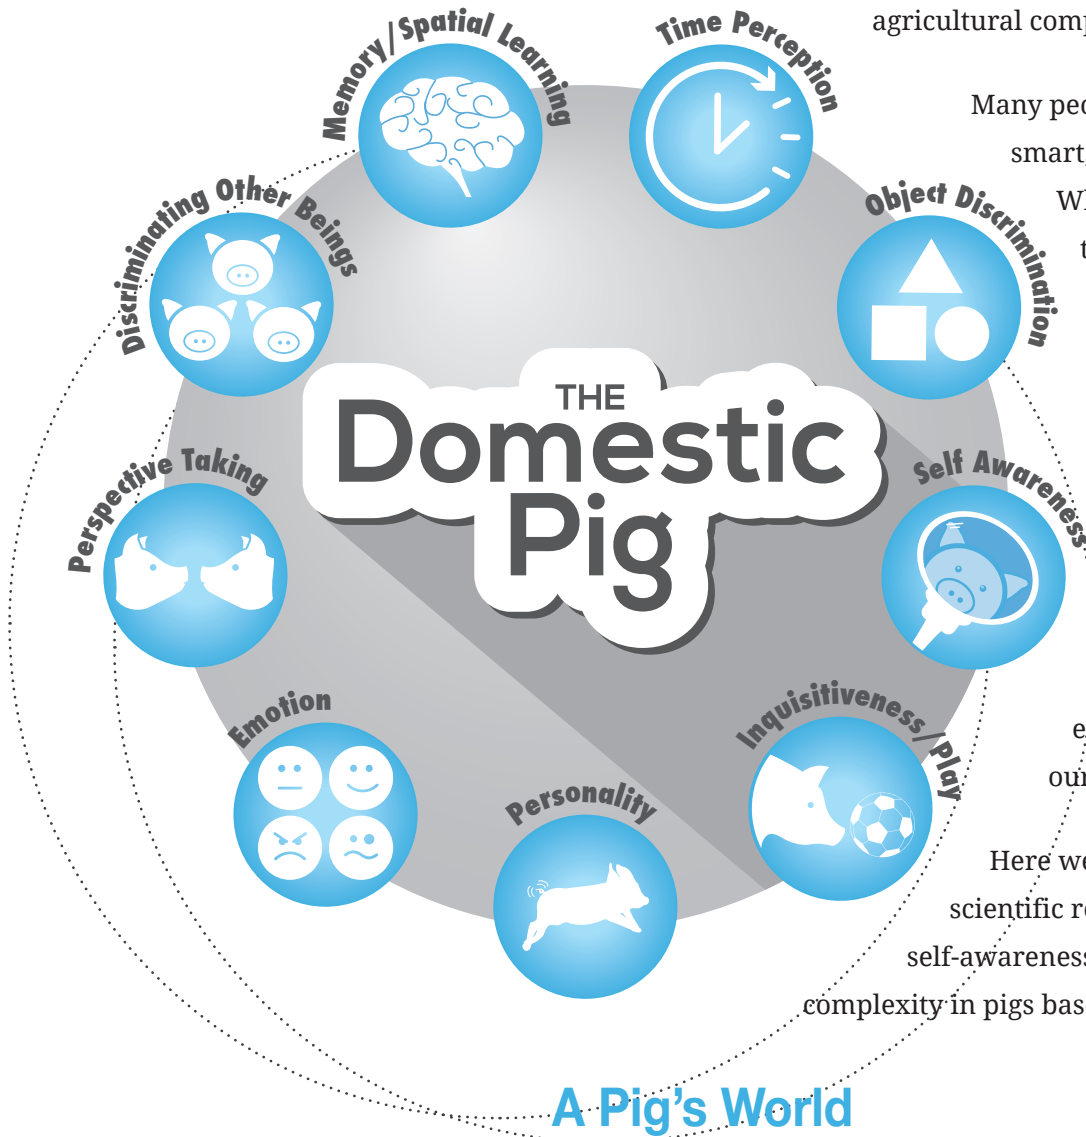 agricultural comp
Memory/Spatial Learning
Time Perception
Many peo
smart,
Object Discrimination
Discriminating Other Beings
THE
Domestic
Pig
Self Awareness
Perspective Taking
Inquisitiveness/Play
Emotion
our
Personality
Here we
scientific re
self-awareness
complexity in pigs bas
A Pig's World